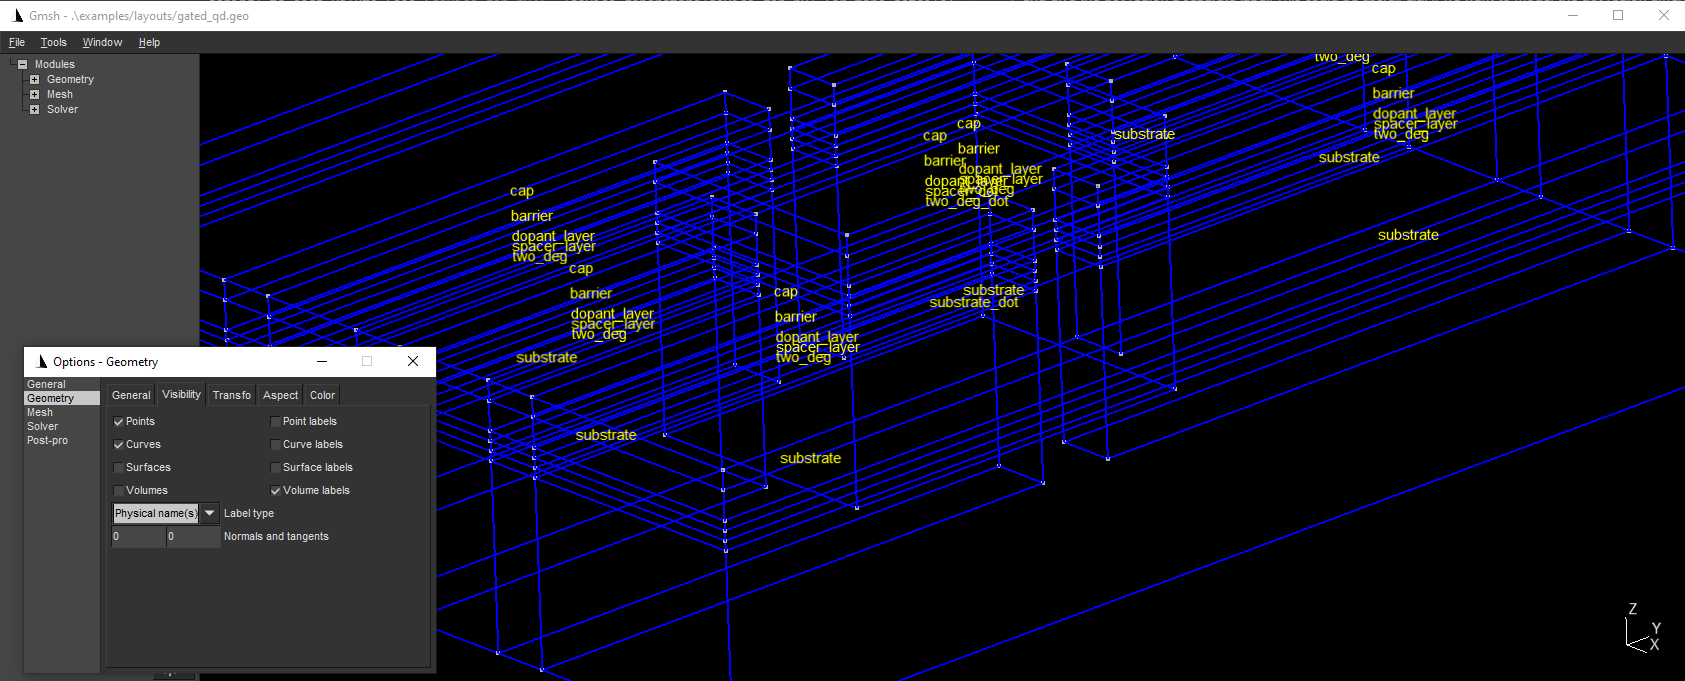 Gmsh - .\examples/layouts/gated_qd.geo
File Tools Window Help
Modules
Geometry
Mesh
Solver
two_deg
cap
barrier
dopant_layer
spacer_layer
two_deg
substrate
substrate
substrate
cap
barrier
dopant_layer
spacer_layer
two_deg
cap
barrier
two_deg_dot
substrate
substrate_dot
cap
barrier
dopant_layer
spacer_layer
two_deg
cap
barrier
dopant_layer
spacer_layer
two_deg
substrate
cap
barrier
dopant_layer
spacer_layer
two_deg
substrate
substrate
Z
Y
X
Options - Geometry
General
Geometry
Mesh
Solver
Post-pro
General Visibility Transfo Aspect Color
Points Point labels
Curves Curve labels
Surfaces Surface labels
Volumes Volume labels
Physical name(s) Label type
0 0 Normals and tangents